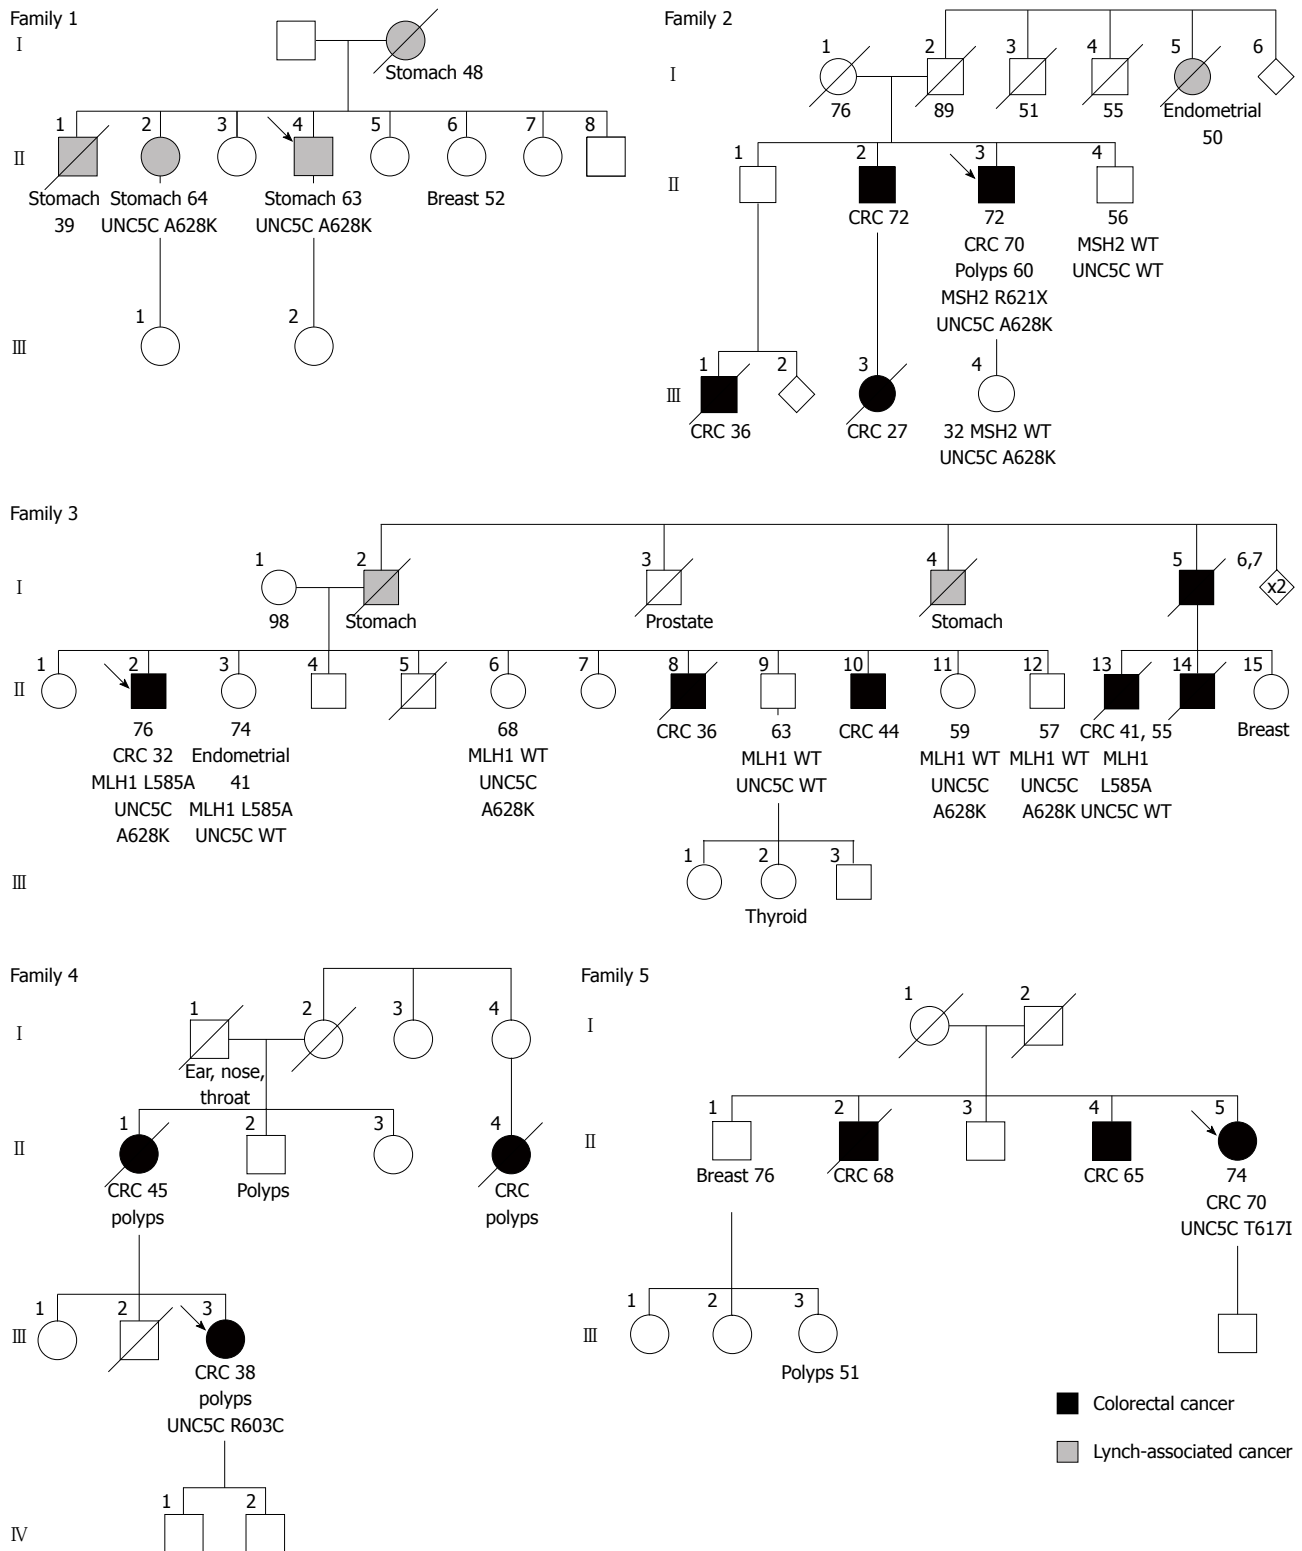 Family 1
Ⅰ
Stomach 48
1 2 3 4 5 6 7 8
Ⅱ
Stomach 39
Stomach 64
UNC5C A628K
Stomach 63
UNC5C A628K
Breast 52
1 2
Ⅲ
Family 2
1 2 3 4 5 6
Ⅰ
76 89 51 55
Endometrial
50
1 2 3 4
Ⅱ
CRC 72
72
CRC 70
Polyps 60
MSH2 R621X
UNC5C A628K
56
MSH2 WT
UNC5C WT
1 2 3 4
Ⅲ
CRC 36
CRC 27
32 MSH2 WT
UNC5C A628K
Family 3
1 2 3 4 5 6,7
Ⅰ
x2
98
Stomach
Prostate
Stomach
1 2 3 4 5 6 7 8 9 10 11 12 13 14 15
Ⅱ
76
CRC 32
MLH1 L585A
UNC5C
A628K
74
Endometrial
41
MLH1 L585A
UNC5C WT
68
MLH1 WT
UNC5C
A628K
CRC 36
63
MLH1 WT
UNC5C WT
CRC 44
59
MLH1 WT
UNC5C
A628K
57
MLH1 WT
UNC5C
A628K
CRC 41, 55
MLH1
L585A
UNC5C WT
Breast
1 2 3
Ⅲ
Thyroid
Family 4
1 2 3 4
Ⅰ
Ear, nose,
throat
1 2 3 4
Ⅱ
CRC 45
polyps
Polyps
CRC
polyps
1 2 3
Ⅲ
CRC 38
polyps
UNC5C R603C
1 2
Ⅳ
Family 5
1 2
Ⅰ
1 2 3 4 5
Ⅱ
Breast 76
CRC 68
CRC 65
74
CRC 70
UNC5C T617I
1 2 3
Ⅲ
Polyps 51
Colorectal cancer
Lynch-associated cancer